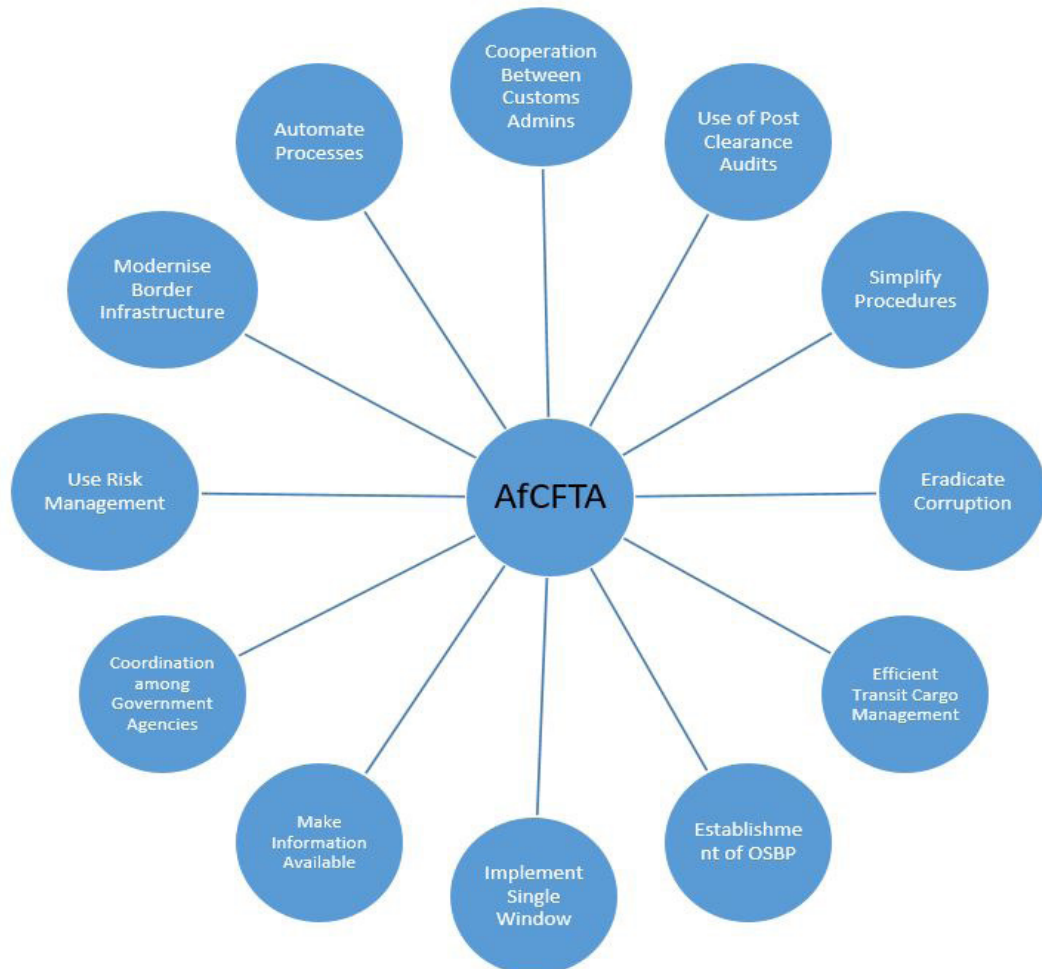 Cooperation
Between
Customs
Admins
Use of Post
Clearance
Audits
Simplify
Procedures
Eradicate
Corruption
Efficient
Transit Cargo
Management
Establishme
nt of OSBP
Implement
Single
Window
Make
Information
Available
Coordination
among
Government
Agencies
Use Risk
Management
Modernise
Border
Infrastructure
Automate
Processes
AfCFTA